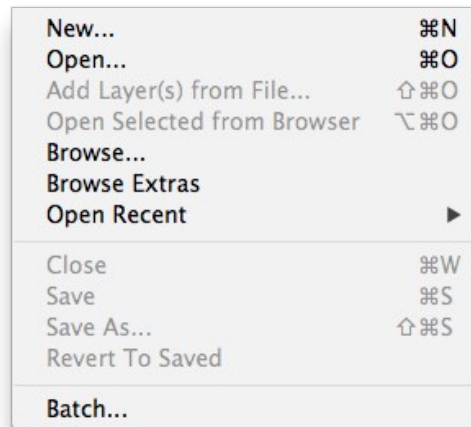 New... ⌘N
Open... ⌘O
Add Layer(s) from File... ⇧⌘O
Open Selected from Browser ⌥⌘O
Browse...
Browse Extras
Open Recent ▶
Close ⌘W
Save ⌘S
Save As... ⇧⌘S
Revert To Saved
Batch...